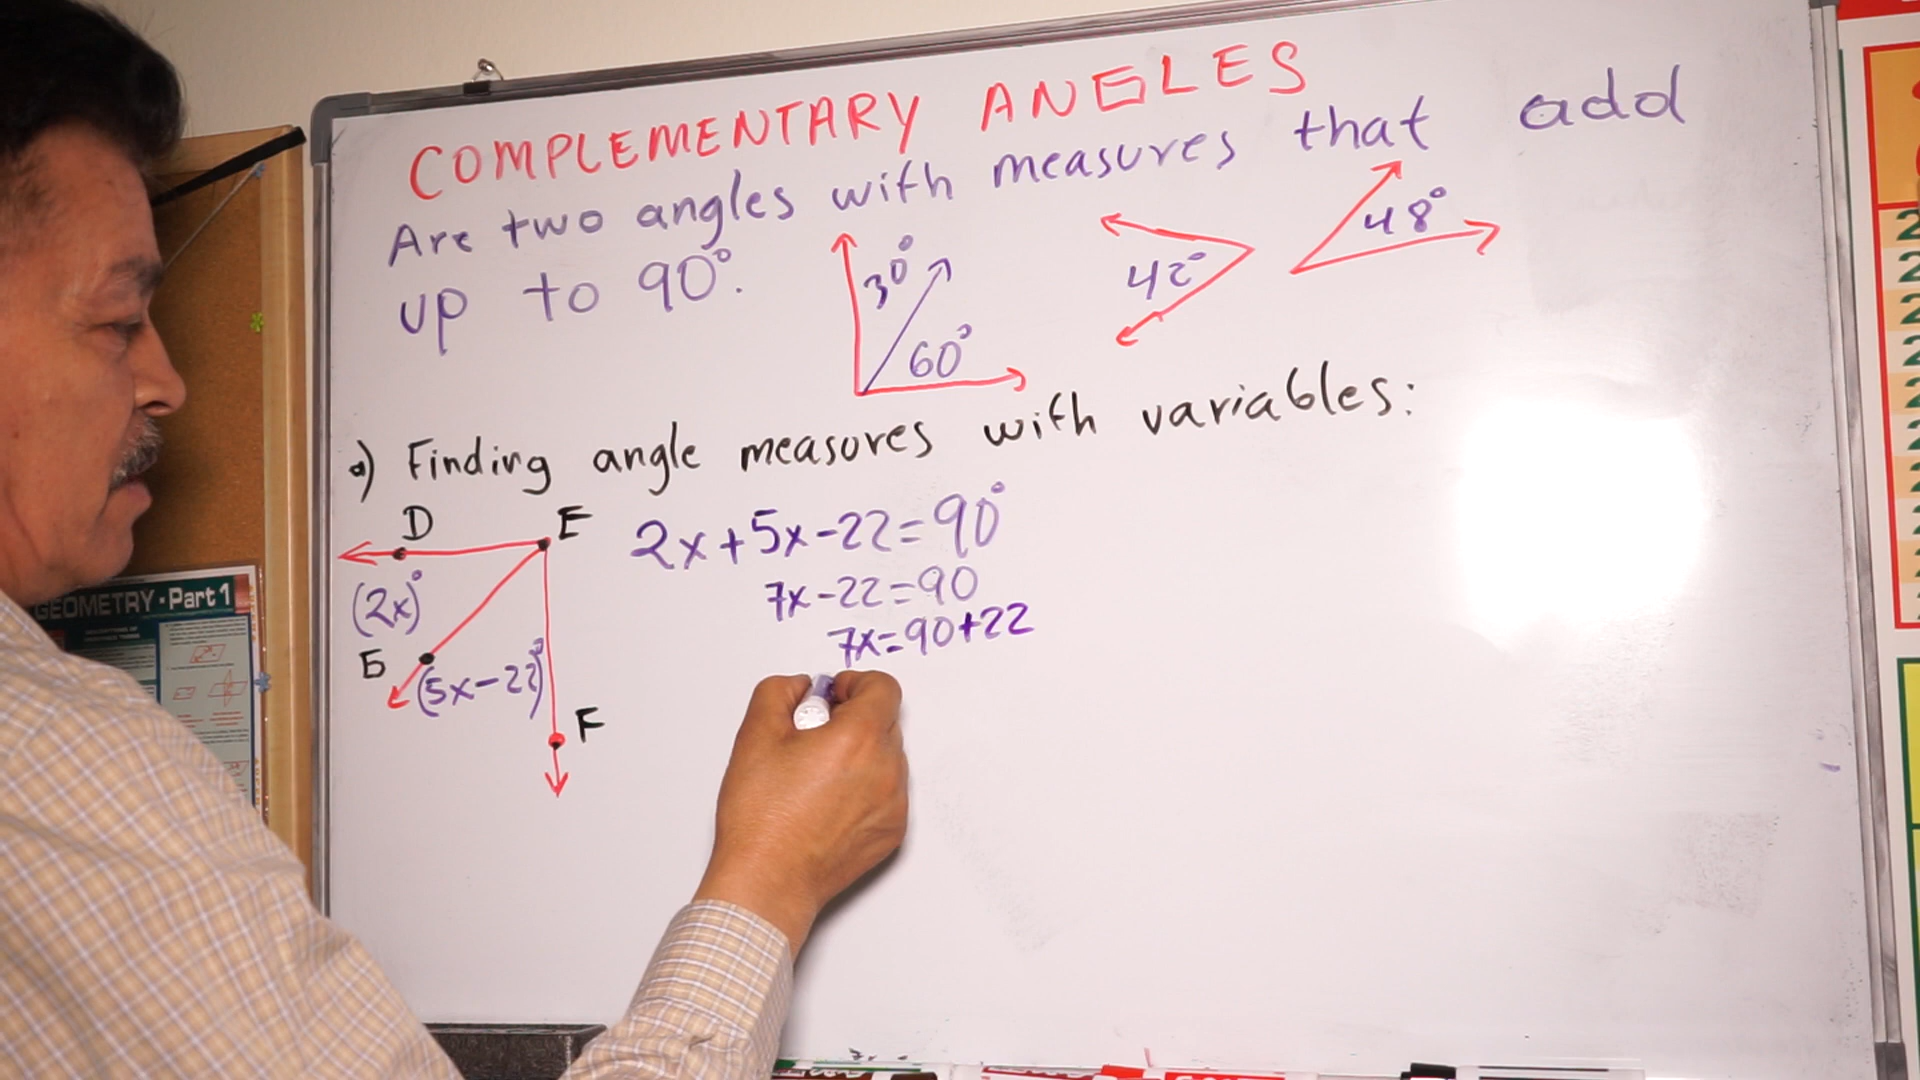 COMPLEMENTARY ANGLES
Are two angles with measures that add
up to 90°.
30°
60°
42°
48°
a) Finding angle measures with variables:
D
E
(2x)°
G
(5x-22)°
F
2x+5x-22=90°
7x-22=90
7x=90+22
GEOMETRY - Part 1